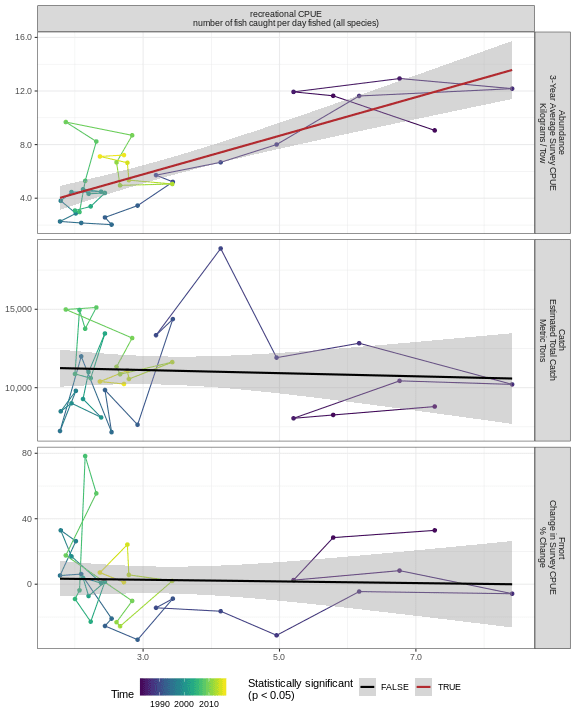 recreational CPUE
number of fish caught per day fished (all species)
16.0
12.0
8.0
4.0
Abundance
3-Year Average Survey CPUE
Kilograms / Tow
15,000
10,000
Catch
Estimated Total Catch
Metric Tons
80
40
0
Fmort
Change in Survey CPUE
% Change
3.0
5.0
7.0
Time
1990
2000
2010
Statistically significant
(p < 0.05)
FALSE
TRUE